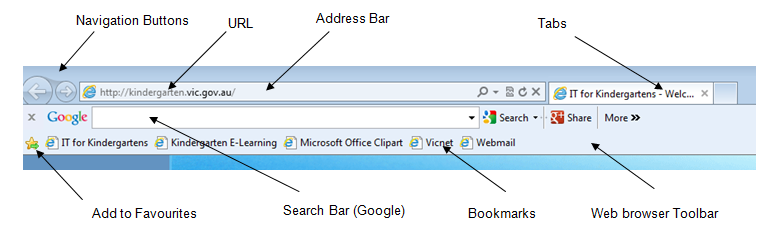 Navigation Buttons URL Address Bar Tabs
http://kindergarten.vic.gov.au/ IT for Kindergartens - Welc...
x Google Search Share More »
IT for Kindergartens Kindergarten E-Learning Microsoft Office Clipart Vicnet Webmail
Add to Favourites Search Bar (Google) Bookmarks Web browser Toolbar